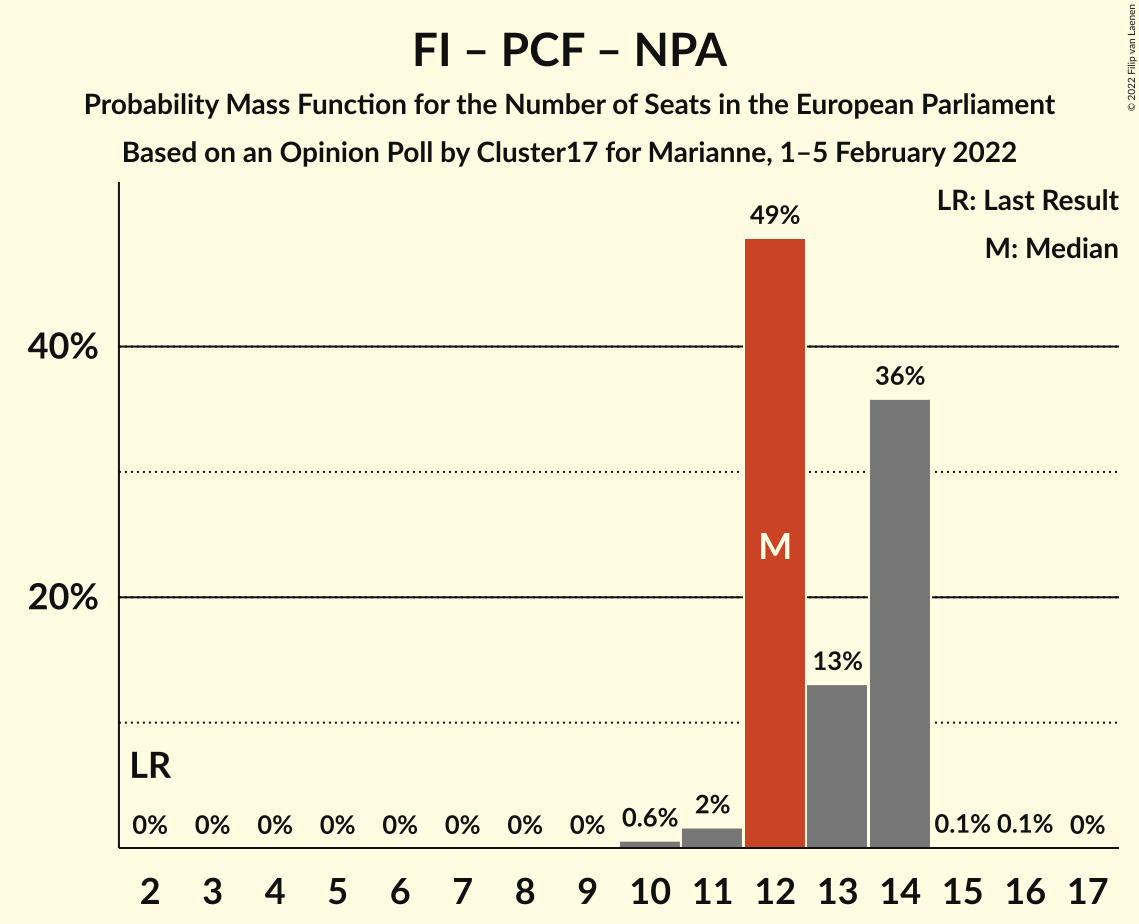 FI – PCF – NPA
Probability Mass Function for the Number of Seats in the European Parliament
Based on an Opinion Poll by Cluster17 for Marianne, 1–5 February 2022
© 2022 Filip van Laenen
LR: Last Result
M: Median
49%
40%
36%
M
20%
13%
LR
0% 0% 0% 0% 0% 0% 0% 0% 0.6% 2% 0.1% 0.1% 0%
2 3 4 5 6 7 8 9 10 11 12 13 14 15 16 17